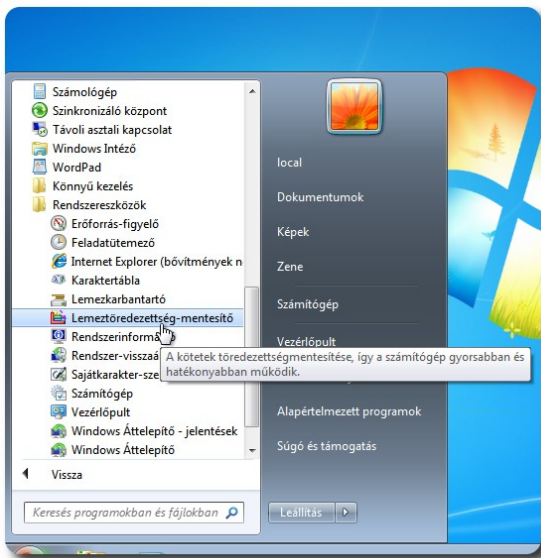 Számológép
Szinkronizáló központ
Távoli asztali kapcsolat
Windows Intéző
WordPad
Könnyű kezelés
Rendszereszközök
Erőforrás-figyelő
Feladatütemező
Internet Explorer (bővítmények n
Karaktertábla
Lemezkarbantartó
Lemeztöredezettség-mentesítő
Rendszerinformá
Rendszer-visszaá
Sajátkarakter-sze
Számítógép
Vezérlőpult
Windows Áttelepítő - jelentések
Windows Áttelepítő
Vissza
Keresés programokban és fájlokban
local
Dokumentumok
Képek
Zene
Számítógép
Vezérlőpult
A kötetek töredezettségmentesítése, így a számítógép gyorsabban és
hatékonyabban működik.
Alapértelmezett programok
Súgó és támogatás
Leállítás